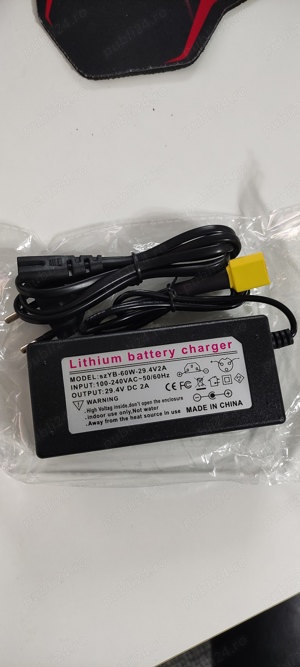 Lithium battery charger
MODEL:szYB-60W-29.4V2A
INPUT:100-240VAC~50/60Hz
OUTPUT:29.4V DC 2A
WARNING
.High Voltag inside,don't open the enclosure
.Indoor use only,Not water
.Away from the heat source in use
MADE IN CHINA